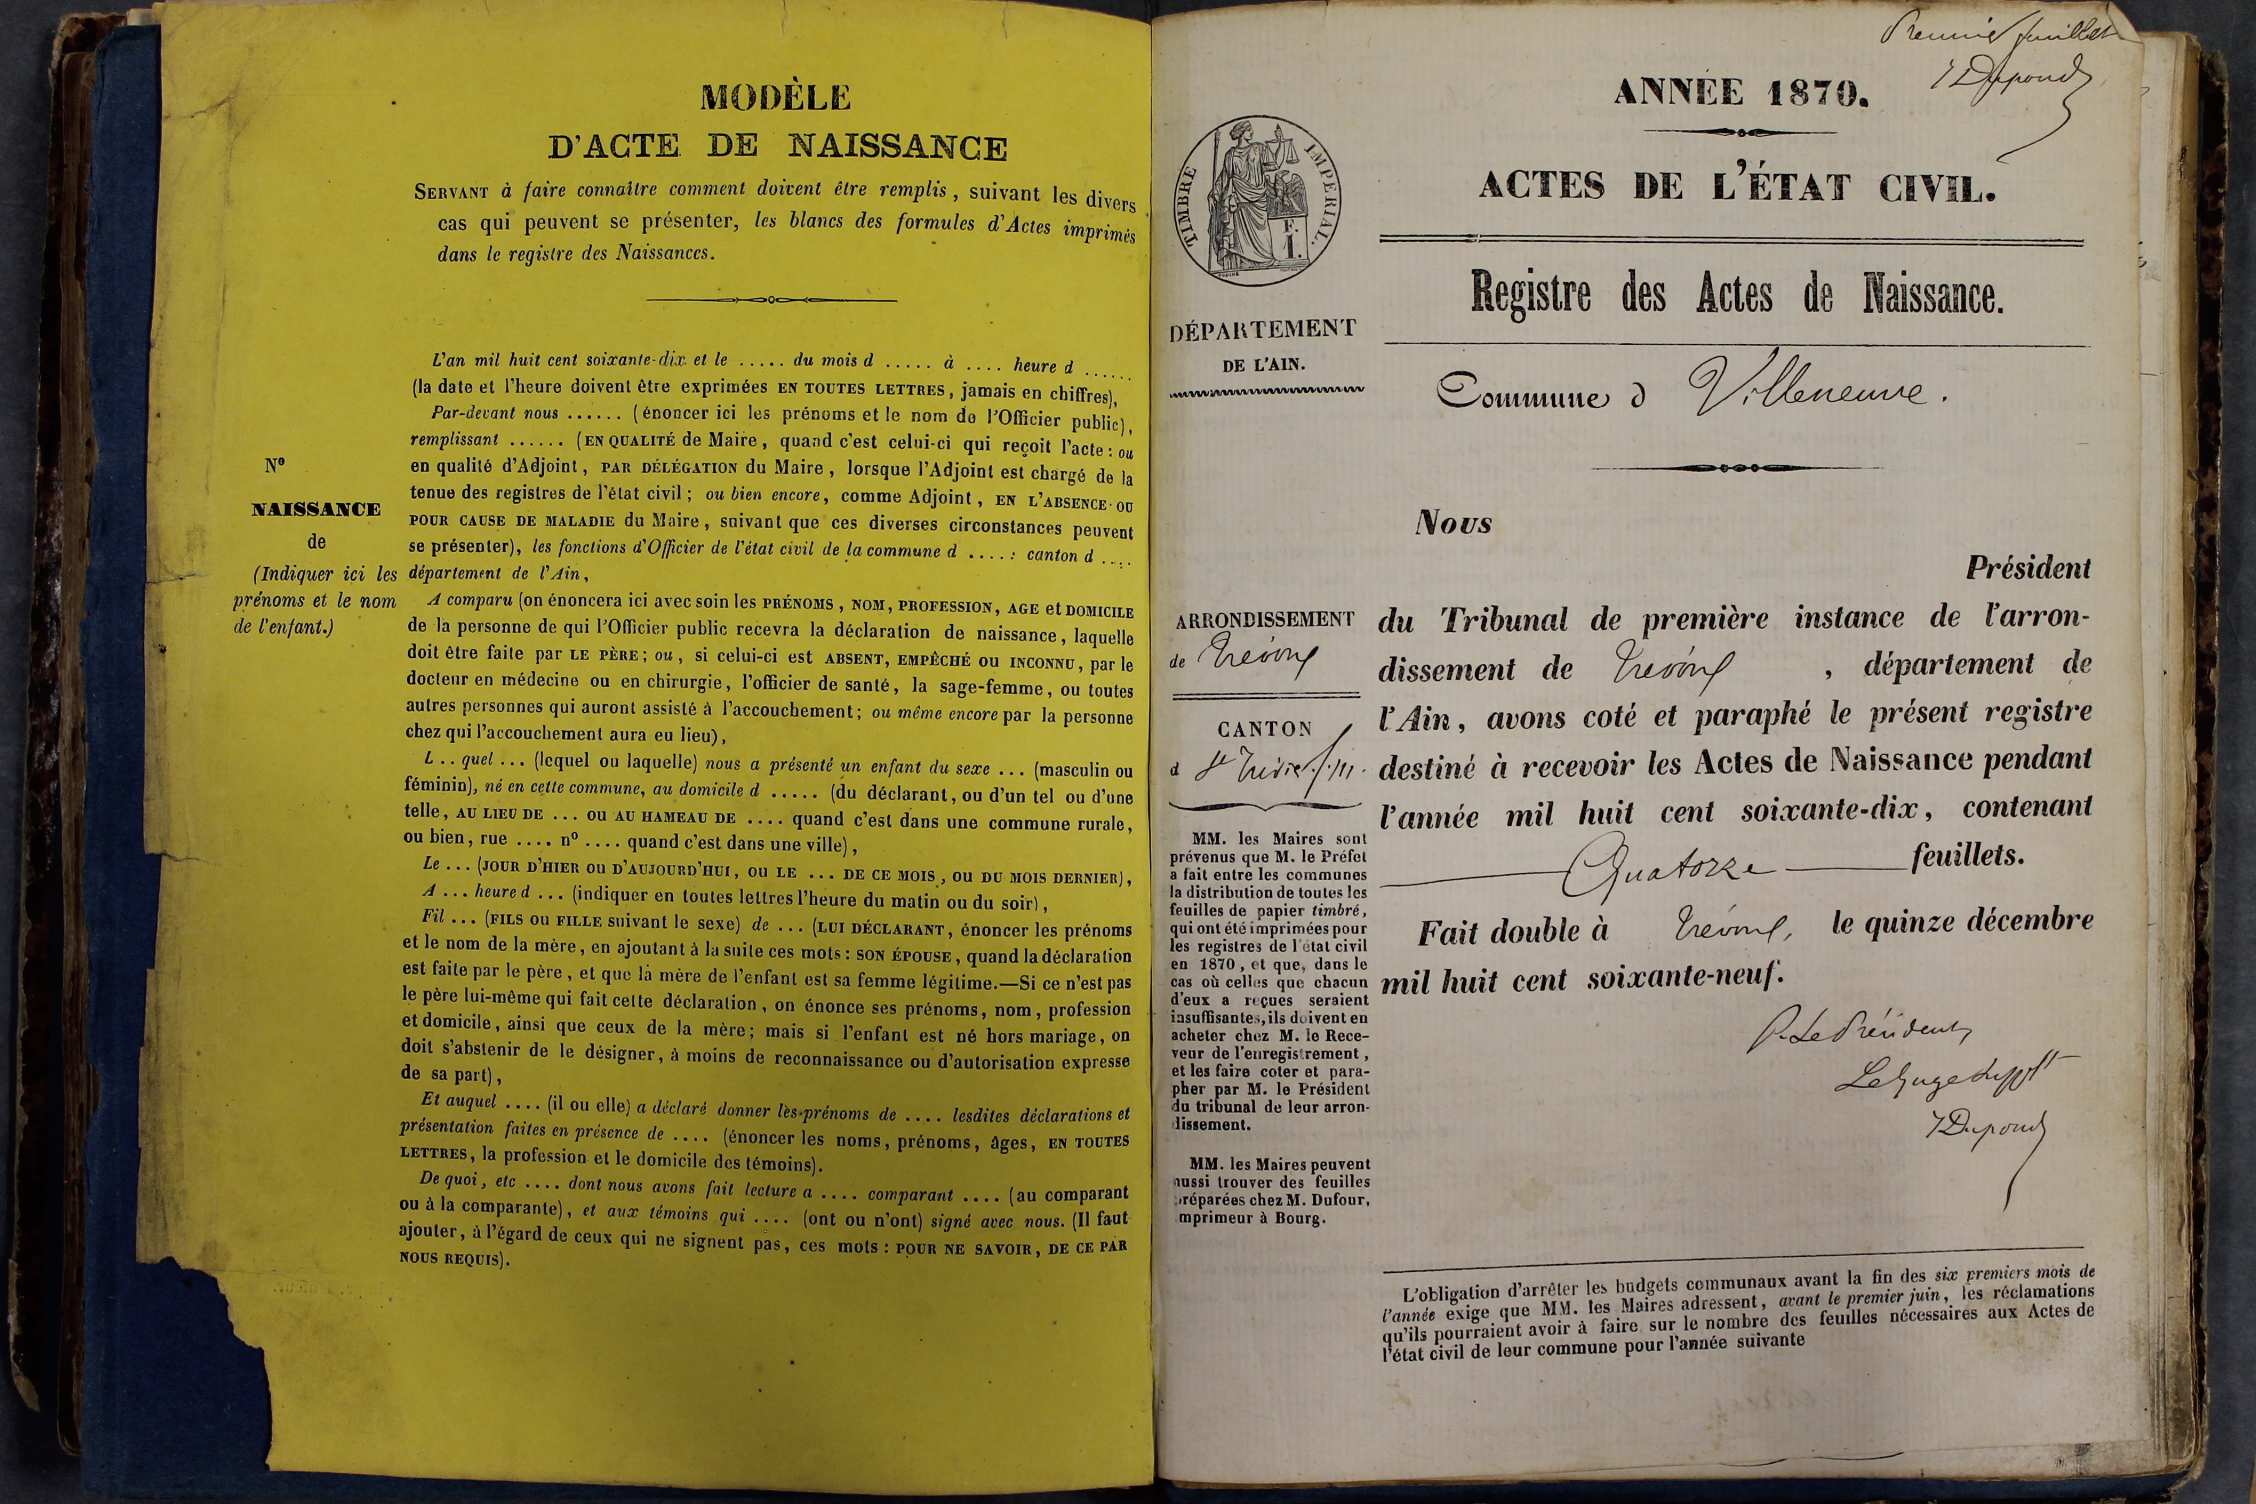 MODÈLE
D'ACTE DE NAISSANCE
SERVANT à faire connaître comment doivent être remplis, suivant les divers
cas qui peuvent se présenter, les blancs des formules d'Actes imprimés
dans le registre des Naissances.
L'an mil huit cent soixante-dix et le ..... du mois d ..... à .... heure d ......
(la date et l'heure doivent être exprimées EN TOUTES LETTRES, jamais en chiffres),
Par-devant nous ...... (énoncer ici les prénoms et le nom de l'Officier public),
remplissant ...... (EN QUALITÉ de Maire, quand c'est celui-ci qui reçoit l'acte : ou
en qualité d'Adjoint, PAR DÉLÉGATION du Maire, lorsque l'Adjoint est chargé de la
tenue des registres de l'état civil ; ou bien encore, comme Adjoint, EN L'ABSENCE OU
POUR CAUSE DE MALADIE du Maire, suivant que ces diverses circonstances peuvent
se présenter), les fonctions d'Officier de l'état civil de la commune d .... : canton d ....
département de l'Ain,
N°
NAISSANCE
de
(Indiquer ici les
prénoms et le nom
de l'enfant.)
A comparu (on énoncera ici avec soin les PRÉNOMS, NOM, PROFESSION, AGE et DOMICILE
de la personne de qui l'Officier public recevra la déclaration de naissance, laquelle
doit être faite par LE PÈRE ; ou, si celui-ci est ABSENT, EMPÊCHÉ OU INCONNU, par le
docteur en médecine ou en chirurgie, l'officier de santé, la sage-femme, ou toutes
autres personnes qui auront assisté à l'accouchement ; ou même encore par la personne
chez qui l'accouchement aura eu lieu),
L .. quel ... (lequel ou laquelle) nous a présenté un enfant du sexe ... (masculin ou
féminin), né en cette commune, au domicile d ..... (du déclarant, ou d'un tel ou d'une
telle, AU LIEU DE ... OU AU HAMEAU DE .... quand c'est dans une commune rurale,
ou bien, rue .... n° .... quand c'est dans une ville),
Le ... (JOUR D'HIER OU D'AUJOURD'HUI, OU LE ... DE CE MOIS, OU DU MOIS DERNIER),
A ... heure d ... (indiquer en toutes lettres l'heure du matin ou du soir),
Fil ... (FILS OU FILLE suivant le sexe) de ... (LUI DÉCLARANT, énoncer les prénoms
et le nom de la mère, en ajoutant à la suite ces mots : SON ÉPOUSE, quand la déclaration
est faite par le père, et que la mère de l'enfant est sa femme légitime.—Si ce n'est pas
le père lui-même qui fait cette déclaration, on énonce ses prénoms, nom, profession
et domicile, ainsi que ceux de la mère ; mais si l'enfant est né hors mariage, on
doit s'abstenir de le désigner, à moins de reconnaissance ou d'autorisation expresse
de sa part),
Et auquel .... (il ou elle) a déclaré donner les prénoms de .... lesdites déclarations et
présentation faites en présence de .... (énoncer les noms, prénoms, âges, EN TOUTES
LETTRES, la profession et le domicile des témoins).
De quoi, etc .... dont nous avons fait lecture a .... comparant .... (au comparant
ou à la comparante), et aux témoins qui .... (ont ou n'ont) signé avec nous. (Il faut
ajouter, à l'égard de ceux qui ne signent pas, ces mots : POUR NE SAVOIR, DE CE PAR
NOUS REQUIS).
Premier feuillet
Dupond
ANNÉE 1870.
ACTES DE L'ÉTAT CIVIL.
TIMBRE IMPÉRIAL.
F.
1.
Registre des Actes de Naissance.
DÉPARTEMENT
DE L'AIN.
Commune d Villeneuve.
Nous
Président
du Tribunal de première instance de l'arron-
dissement de Trévoux, département de
l'Ain, avons coté et paraphé le présent registre
destiné à recevoir les Actes de Naissance pendant
l'année mil huit cent soixante-dix, contenant
Quatorze feuillets.
Fait double à Trévoux, le quinze décembre
mil huit cent soixante-neuf.
P. Le Président,
Le Juge suppt
Dupond
ARRONDISSEMENT
de Trévoux
CANTON
d St Trivier
MM. les Maires sont
prévenus que M. le Préfet
a fait entre les communes
la distribution de toutes les
feuilles de papier timbré,
qui ont été imprimées pour
les registres de l'état civil
en 1870, et que, dans le
cas où celles que chacun
d'eux a reçues seraient
insuffisantes, ils doivent en
acheter chez M. le Rece-
veur de l'enregistrement,
et les faire coter et para-
pher par M. le Président
du tribunal de leur arron-
dissement.
MM. les Maires peuvent
aussi trouver des feuilles
préparées chez M. Dufour,
imprimeur à Bourg.
L'obligation d'arrêter les budgets communaux avant la fin des six premiers mois de
l'année exige que MM. les Maires adressent, avant le premier juin, les réclamations
qu'ils pourraient avoir à faire sur le nombre des feuilles nécessaires aux Actes de
l'état civil de leur commune pour l'année suivante